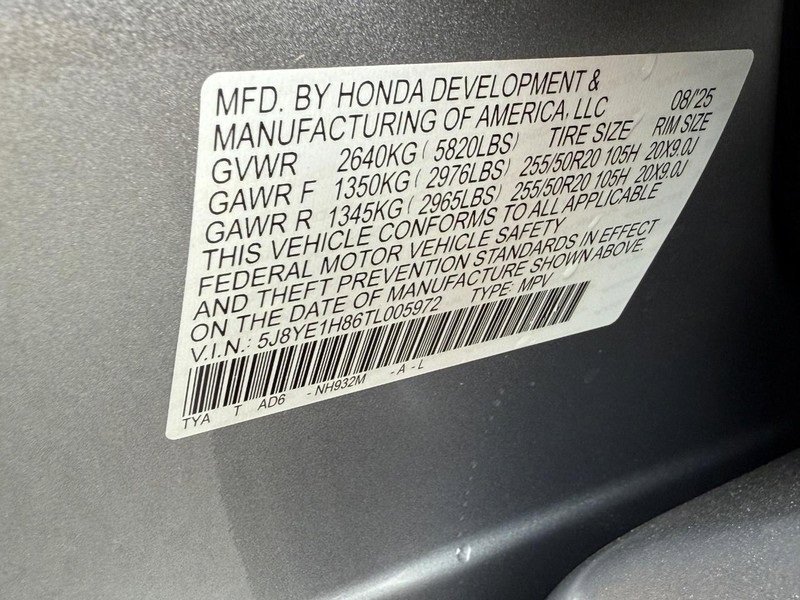 MFD. BY HONDA DEVELOPMENT &
MANUFACTURING OF AMERICA, LLC 08/'25
GVWR 2640KG ( 5820LBS) TIRE SIZE RIM SIZE
GAWR F 1350KG ( 2976LBS) 255/50R20 105H 20X9.0J
GAWR R 1345KG ( 2965LBS) 255/50R20 105H 20X9.0J
THIS VEHICLE CONFORMS TO ALL APPLICABLE
FEDERAL MOTOR VEHICLE SAFETY
AND THEFT PREVENTION STANDARDS IN EFFECT
ON THE DATE OF MANUFACTURE SHOWN ABOVE.
V.I.N.: 5J8YE1H86TL005972 TYPE: MPV
TYA T AD6 - NH932M - A - L